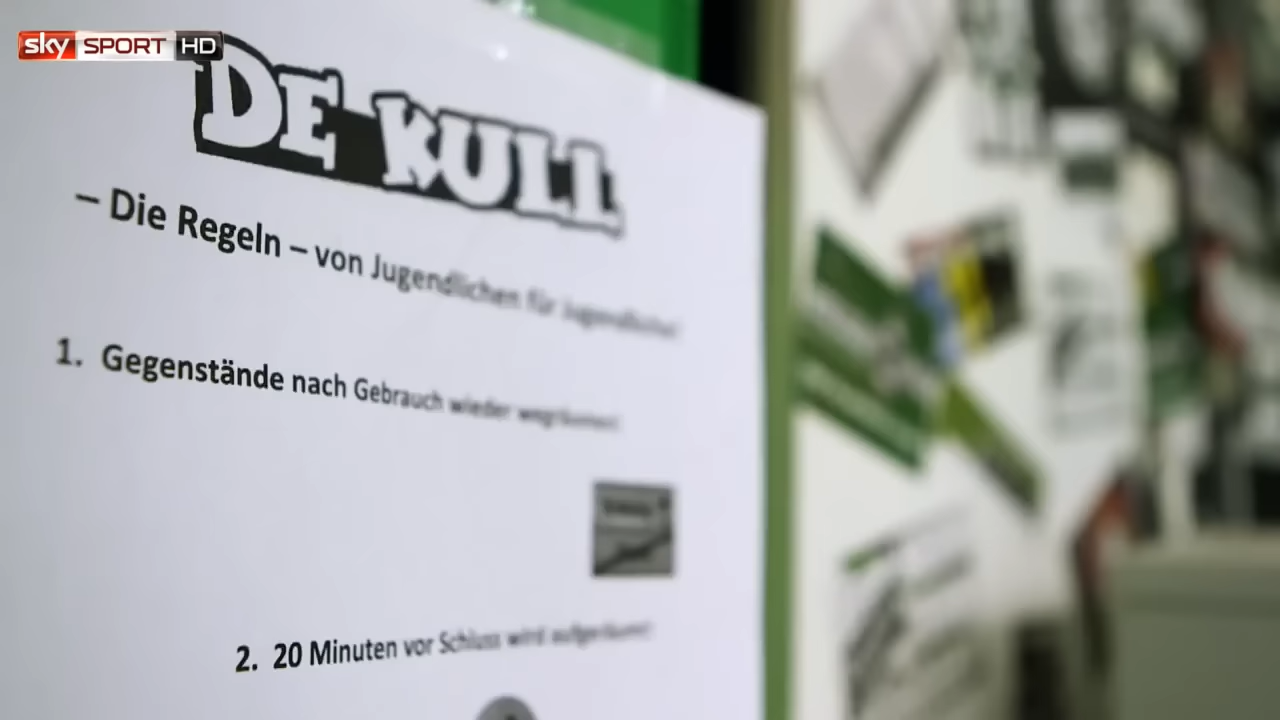 sky SPORT HD
DE KULL
– Die Regeln – von Jugendlichen für Jugendliche!
1. Gegenstände nach Gebrauch wieder wegräumen!
2. 20 Minuten vor Schluss wird aufgeräumt!